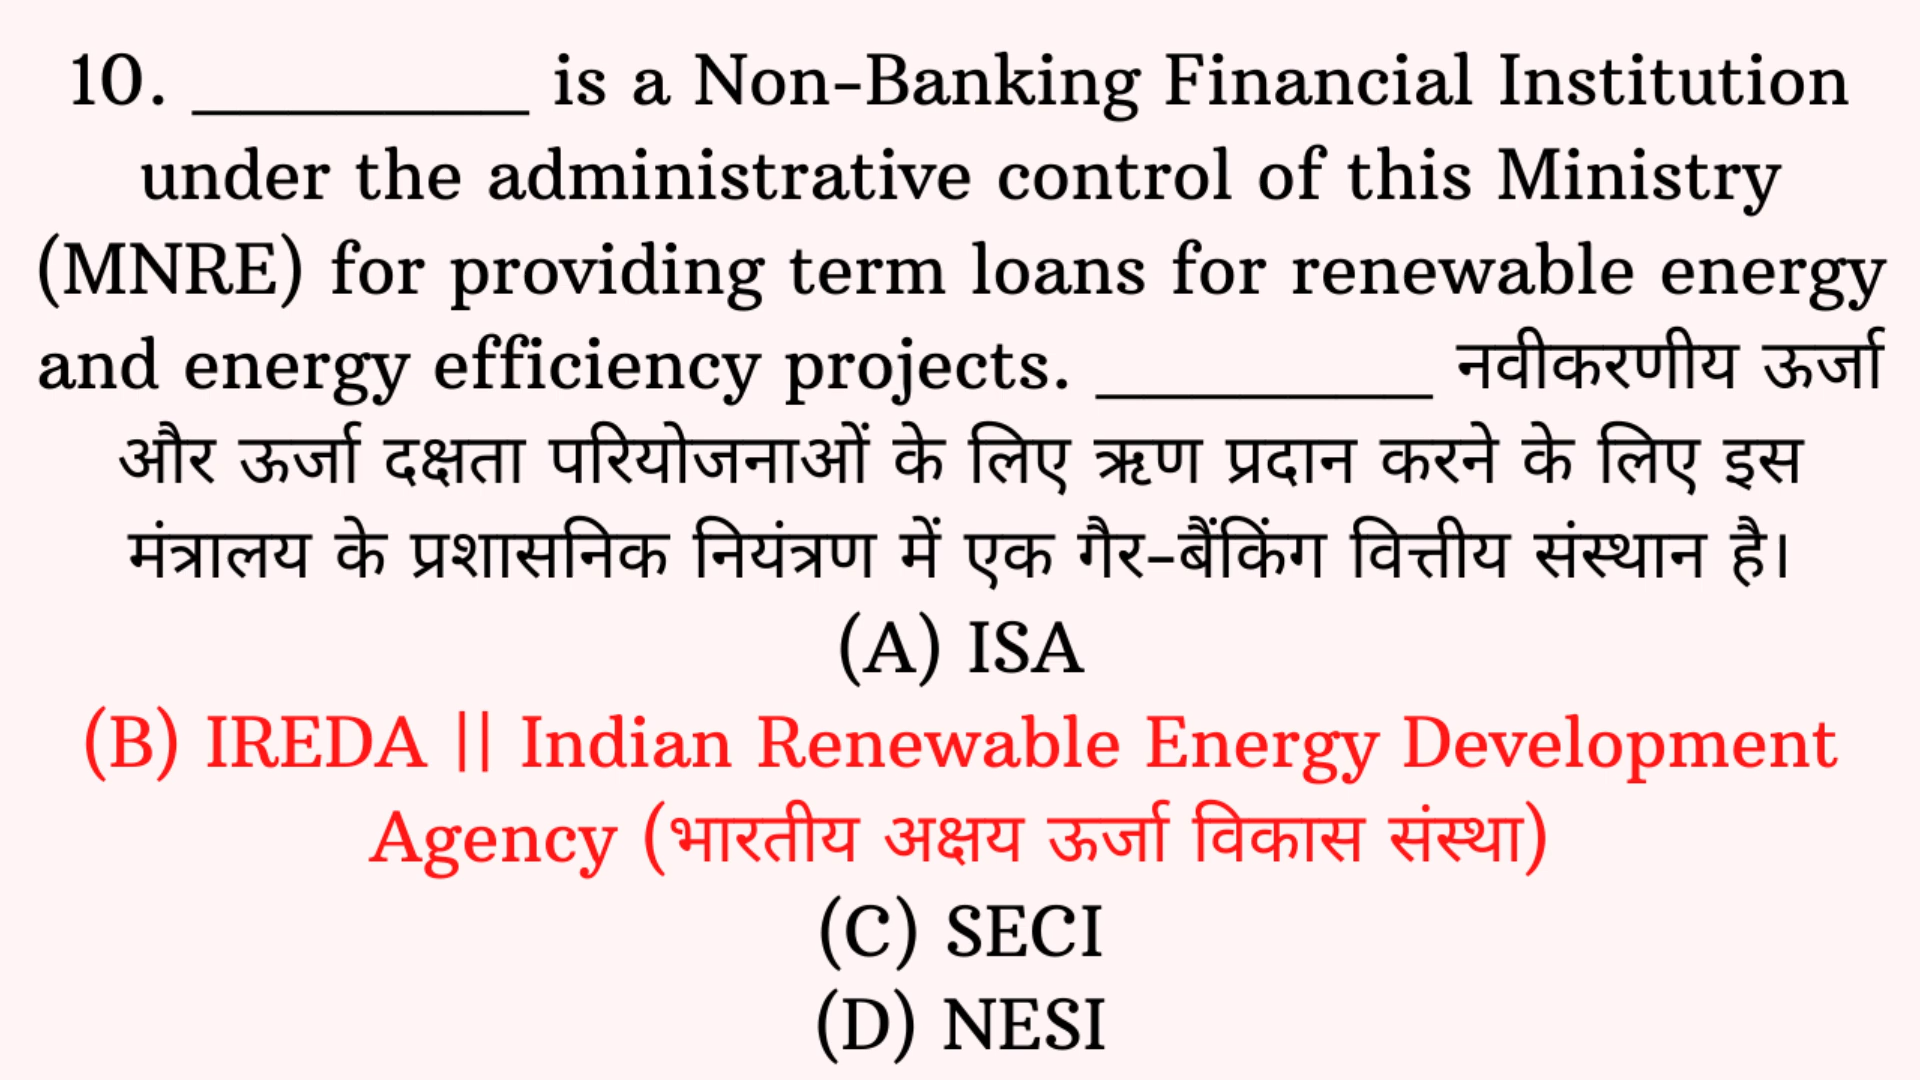 10. __________ is a Non-Banking Financial Institution
under the administrative control of this Ministry
(MNRE) for providing term loans for renewable energy
and energy efficiency projects. __________ नवीकरणीय ऊर्जा
और ऊर्जा दक्षता परियोजनाओं के लिए ऋण प्रदान करने के लिए इस
मंत्रालय के प्रशासनिक नियंत्रण में एक गैर-बैंकिंग वित्तीय संस्थान है।
(A) ISA
(B) IREDA || Indian Renewable Energy Development
Agency (भारतीय अक्षय ऊर्जा विकास संस्था)
(C) SECI
(D) NESI